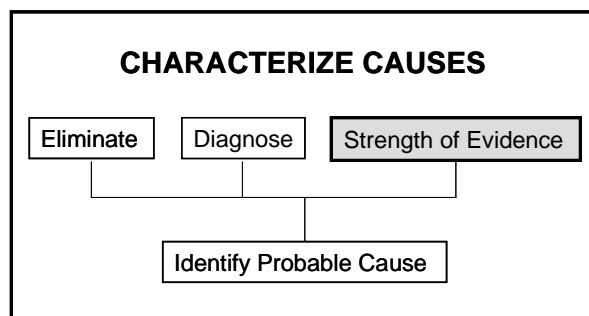 CHARACTERIZE CAUSES
Eliminate
Diagnose
Strength of Evidence
Identify Probable Cause